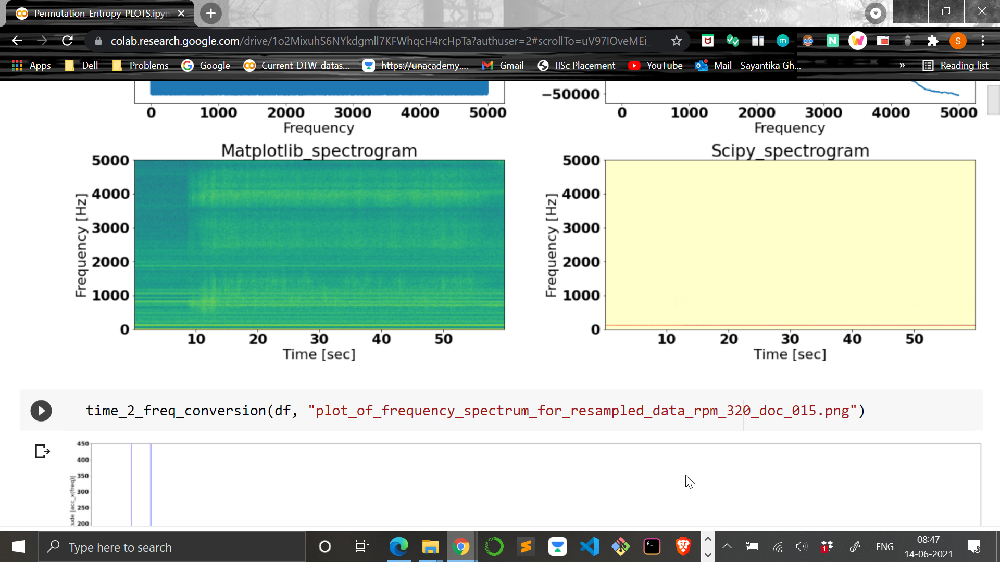 Permutation_Entropy_PLOTS.ipyn
colab.research.google.com/drive/1o2MixuhS6NYkdgmll7KFWhqcH4rcHpTa?authuser=2#scrollTo=uV97IOveMEi_
S
Apps Dell Problems Google Current_DTW_datas... https://unacademy.... Gmail IISc Placement YouTube Mail - Sayantika Gh... » Reading list
−50000
0 1000 2000 3000 4000 5000
Frequency
0 1000 2000 3000 4000 5000
Frequency
Matplotlib_spectrogram
5000
4000
3000
2000
1000
0
Frequency [Hz]
10 20 30 40 50
Time [sec]
Scipy_spectrogram
5000
4000
3000
2000
1000
0
Frequency [Hz]
10 20 30 40 50
Time [sec]
time_2_freq_conversion(df, "plot_of_frequency_spectrum_for_resampled_data_rpm_320_doc_015.png")
450
400
350
300
250
200
tude |acc_x(freq)|
Type here to search
ENG
08:47
14-06-2021